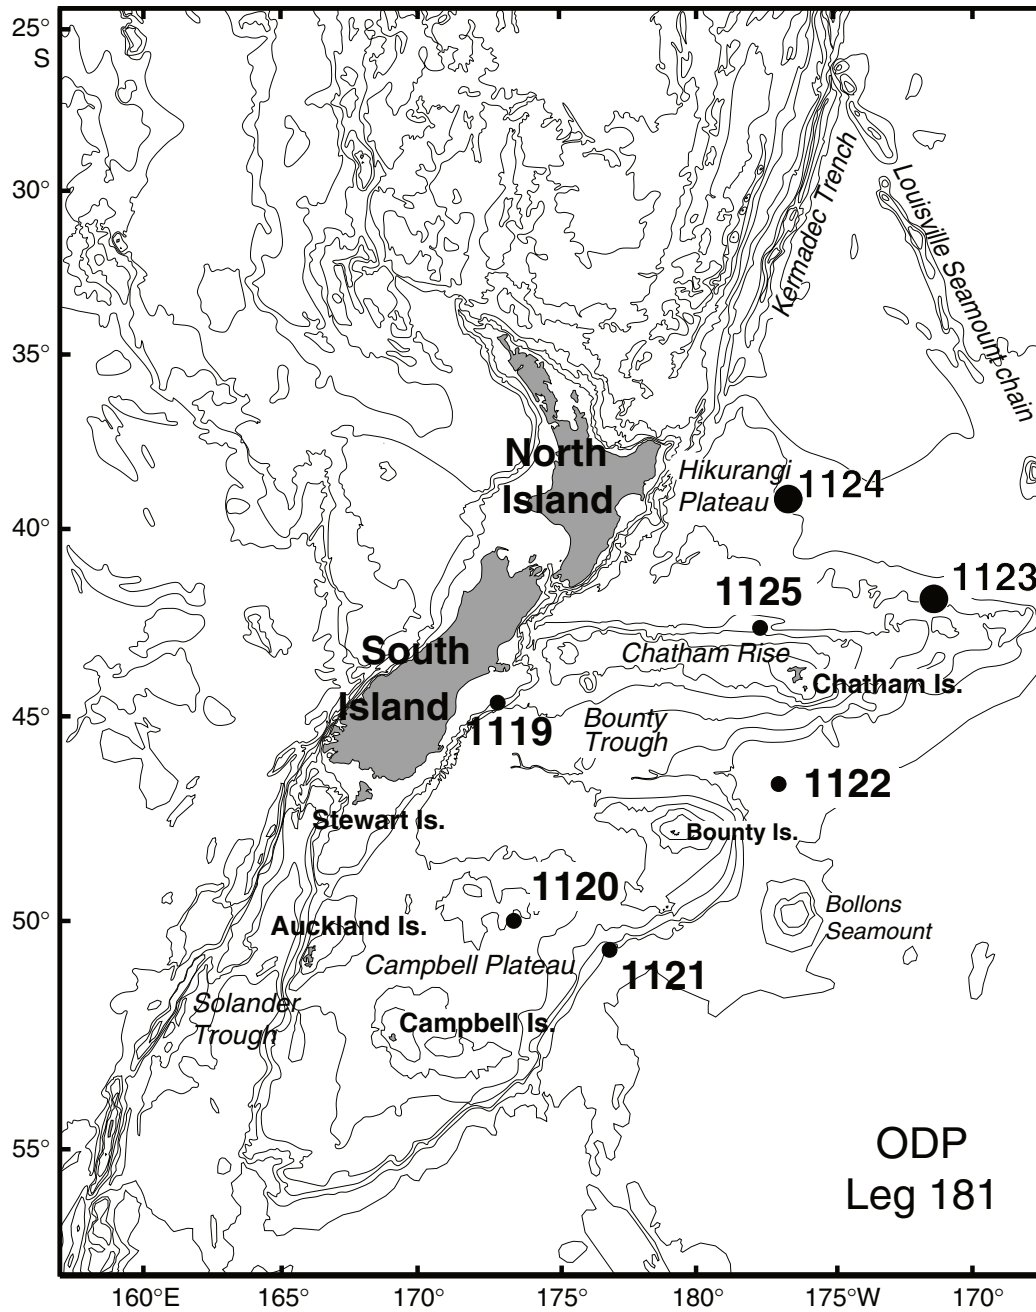 25°
S
30°
35°
40°
45°
50°
55°
Kermadec Trench
Louisville Seamount chain
North
Island
Hikurangi
Plateau
1124
1123
1125
South
Island
Chatham Rise
Chatham Is.
1119
Bounty
Trough
1122
Stewart Is.
Bounty Is.
1120
Auckland Is.
Bollons
Seamount
Campbell Plateau
1121
Solander
Trough
Campbell Is.
ODP
Leg 181
160°E
165°
170°
175°
180°
175°W
170°